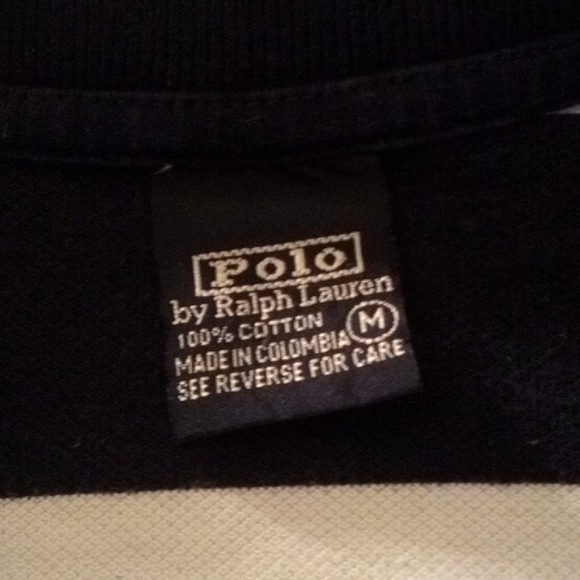 Polo
by Ralph Lauren
100% COTTON
M
MADE IN COLOMBIA
SEE REVERSE FOR CARE